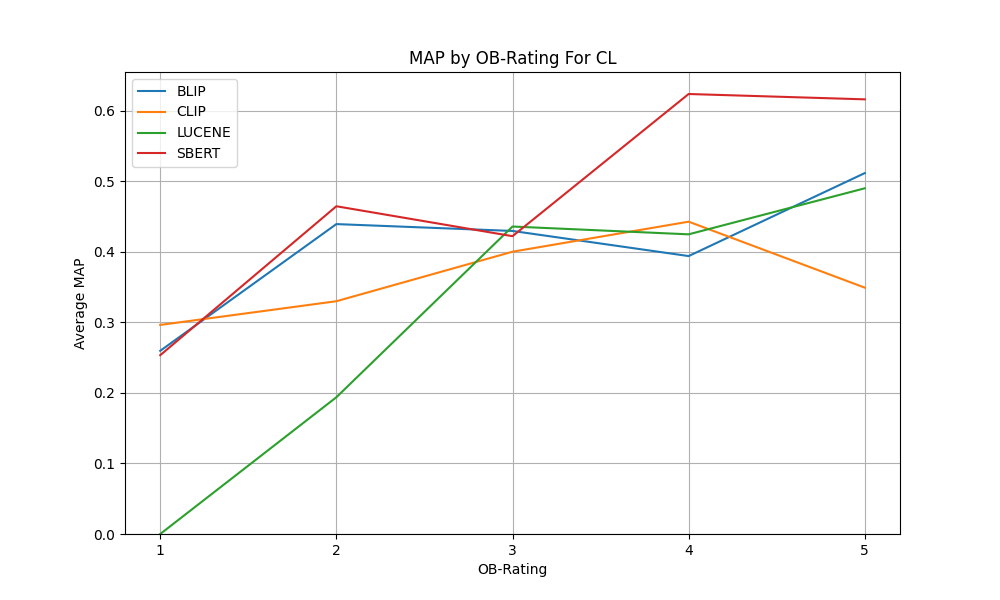 MAP by OB-Rating For CL
BLIP
CLIP
LUCENE
SBERT
Average MAP
0.6
0.5
0.4
0.3
0.2
0.1
0.0
1 2 3 4 5
OB-Rating